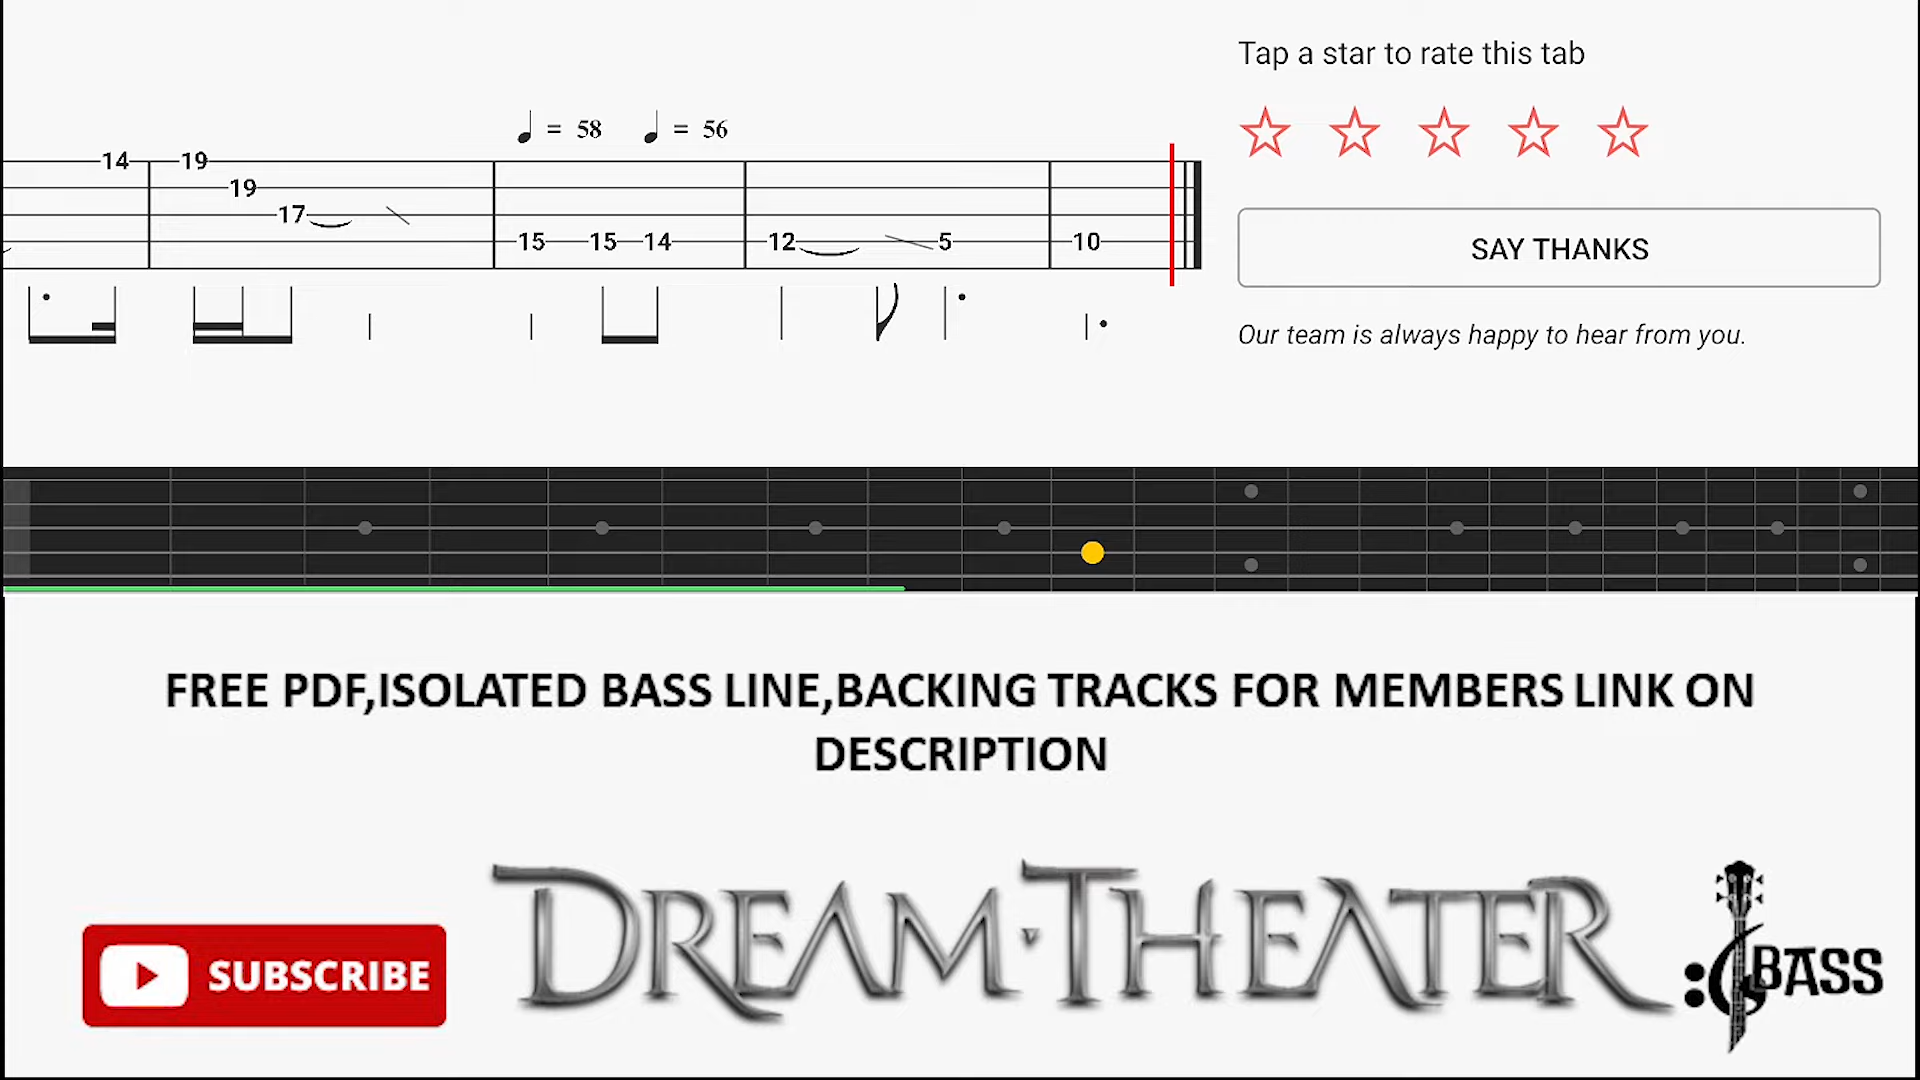 Tap a star to rate this tab
= 58 = 56
14 19
19
17
15 15 14 12 5 10
SAY THANKS
Our team is always happy to hear from you.
FREE PDF,ISOLATED BASS LINE,BACKING TRACKS FOR MEMBERS LINK ON
DESCRIPTION
DREAM·THEATER
SUBSCRIBE
BASS